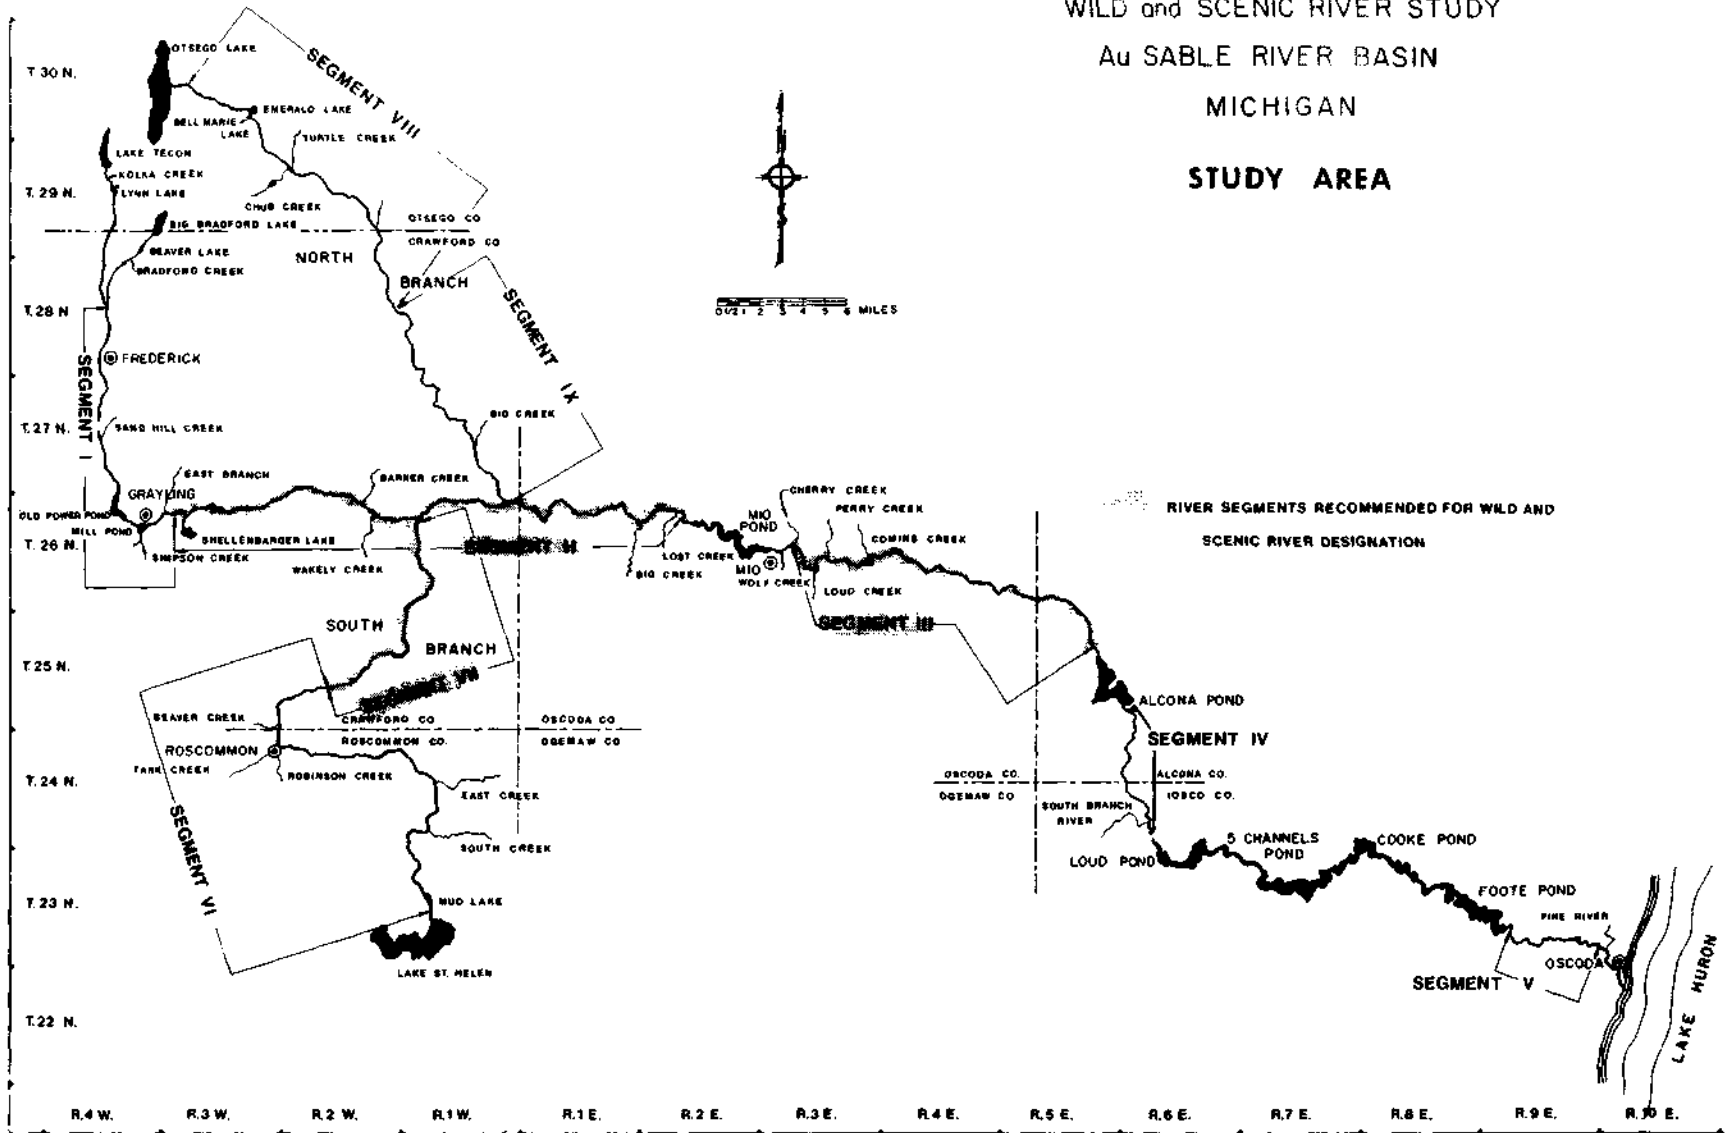 WILD and SCENIC RIVER STUDY
Au SABLE RIVER BASIN
MICHIGAN
STUDY AREA
T.30 N.
T.29 N.
T.28 N
T.27 N.
T.26 N.
T.25 N.
T.24 N.
T.23 N.
T.22 N.
OTSEGO LAKE
SEGMENT VIII
EMERALD LAKE
BELL MARIE
LAKE
TURTLE CREEK
LAKE TECON
KOLKA CREEK
LYNN LAKE
CHUB CREEK
BIG BRADFORD LAKE
OTSEGO CO
CRAWFORD CO
BEAVER LAKE
BRADFORD CREEK
NORTH
BRANCH
SEGMENT IX
MILES
SEGMENT I
FREDERICK
SAND HILL CREEK
BIG CREEK
EAST BRANCH
GRAYLING
OLD POWER POND
MILL POND
SIMPSON CREEK
SHELLENBARGER LAKE
BARKER CREEK
WAKELY CREEK
SEGMENT II
BIG CREEK
LOST CREEK
MIO
POND
MIO
WOLF CREEK
CHERRY CREEK
PERRY CREEK
COMINS CREEK
LOUD CREEK
SEGMENT III
RIVER SEGMENTS RECOMMENDED FOR WILD AND
SCENIC RIVER DESIGNATION
SOUTH
BRANCH
SEGMENT VII
BEAVER CREEK
CRAWFORD CO
ROSCOMMON CO.
OSCODA CO
OGEMAW CO
ROSCOMMON
TANK CREEK
ROBINSON CREEK
EAST CREEK
SOUTH CREEK
SEGMENT VI
MUD LAKE
LAKE ST. HELEN
ALCONA POND
SEGMENT IV
OSCODA CO.
OGEMAW CO
ALCONA CO.
IOSCO CO.
SOUTH BRANCH
RIVER
LOUD POND
5 CHANNELS
POND
COOKE POND
FOOTE POND
PINE RIVER
OSCODA
SEGMENT V
LAKE HURON
R.4 W.
R.3 W.
R.2 W.
R.1 W.
R.1 E.
R.2 E.
R.3 E.
R.4 E.
R.5 E.
R.6 E.
R.7 E.
R.8 E.
R.9 E.
R.10 E.